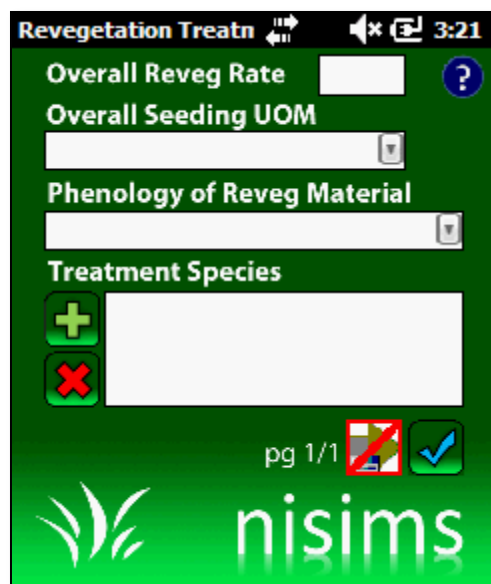 Revegetation Treatn 3:21
Overall Reveg Rate
?
Overall Seeding UOM
Phenology of Reveg Material
Treatment Species
pg 1/1
nisims